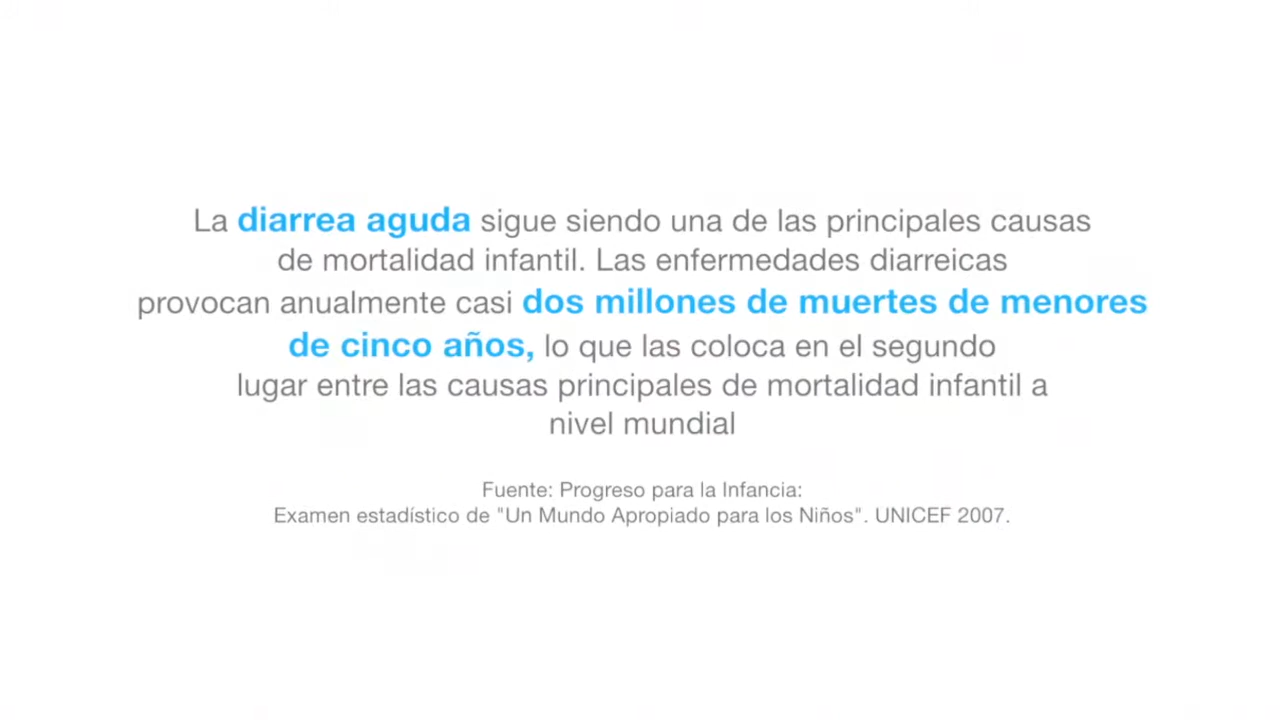 La diarrea aguda sigue siendo una de las principales causas
de mortalidad infantil. Las enfermedades diarreicas
provocan anualmente casi dos millones de muertes de menores
de cinco años, lo que las coloca en el segundo
lugar entre las causas principales de mortalidad infantil a
nivel mundial
Fuente: Progreso para la Infancia:
Examen estadístico de "Un Mundo Apropiado para los Niños". UNICEF 2007.